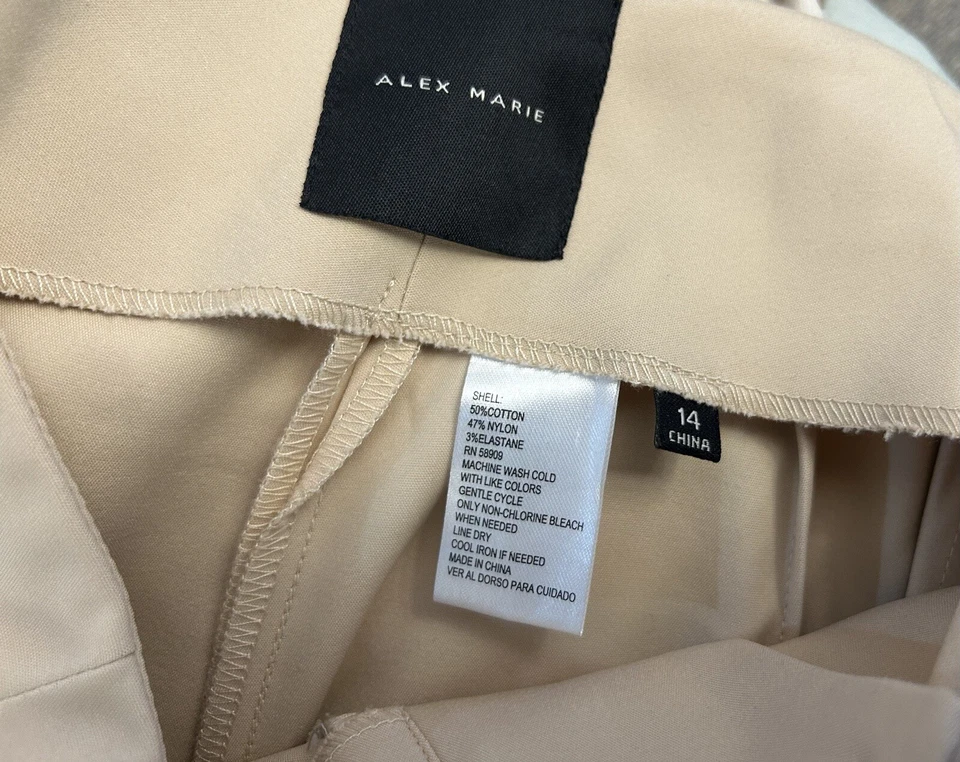 ALEX MARIE
SHELL:
50%COTTON
47% NYLON
3%ELASTANE
RN 58909
MACHINE WASH COLD
WITH LIKE COLORS
GENTLE CYCLE
ONLY NON-CHLORINE BLEACH
WHEN NEEDED
LINE DRY
COOL IRON IF NEEDED
MADE IN CHINA
VER AL DORSO PARA CUIDADO
14
CHINA